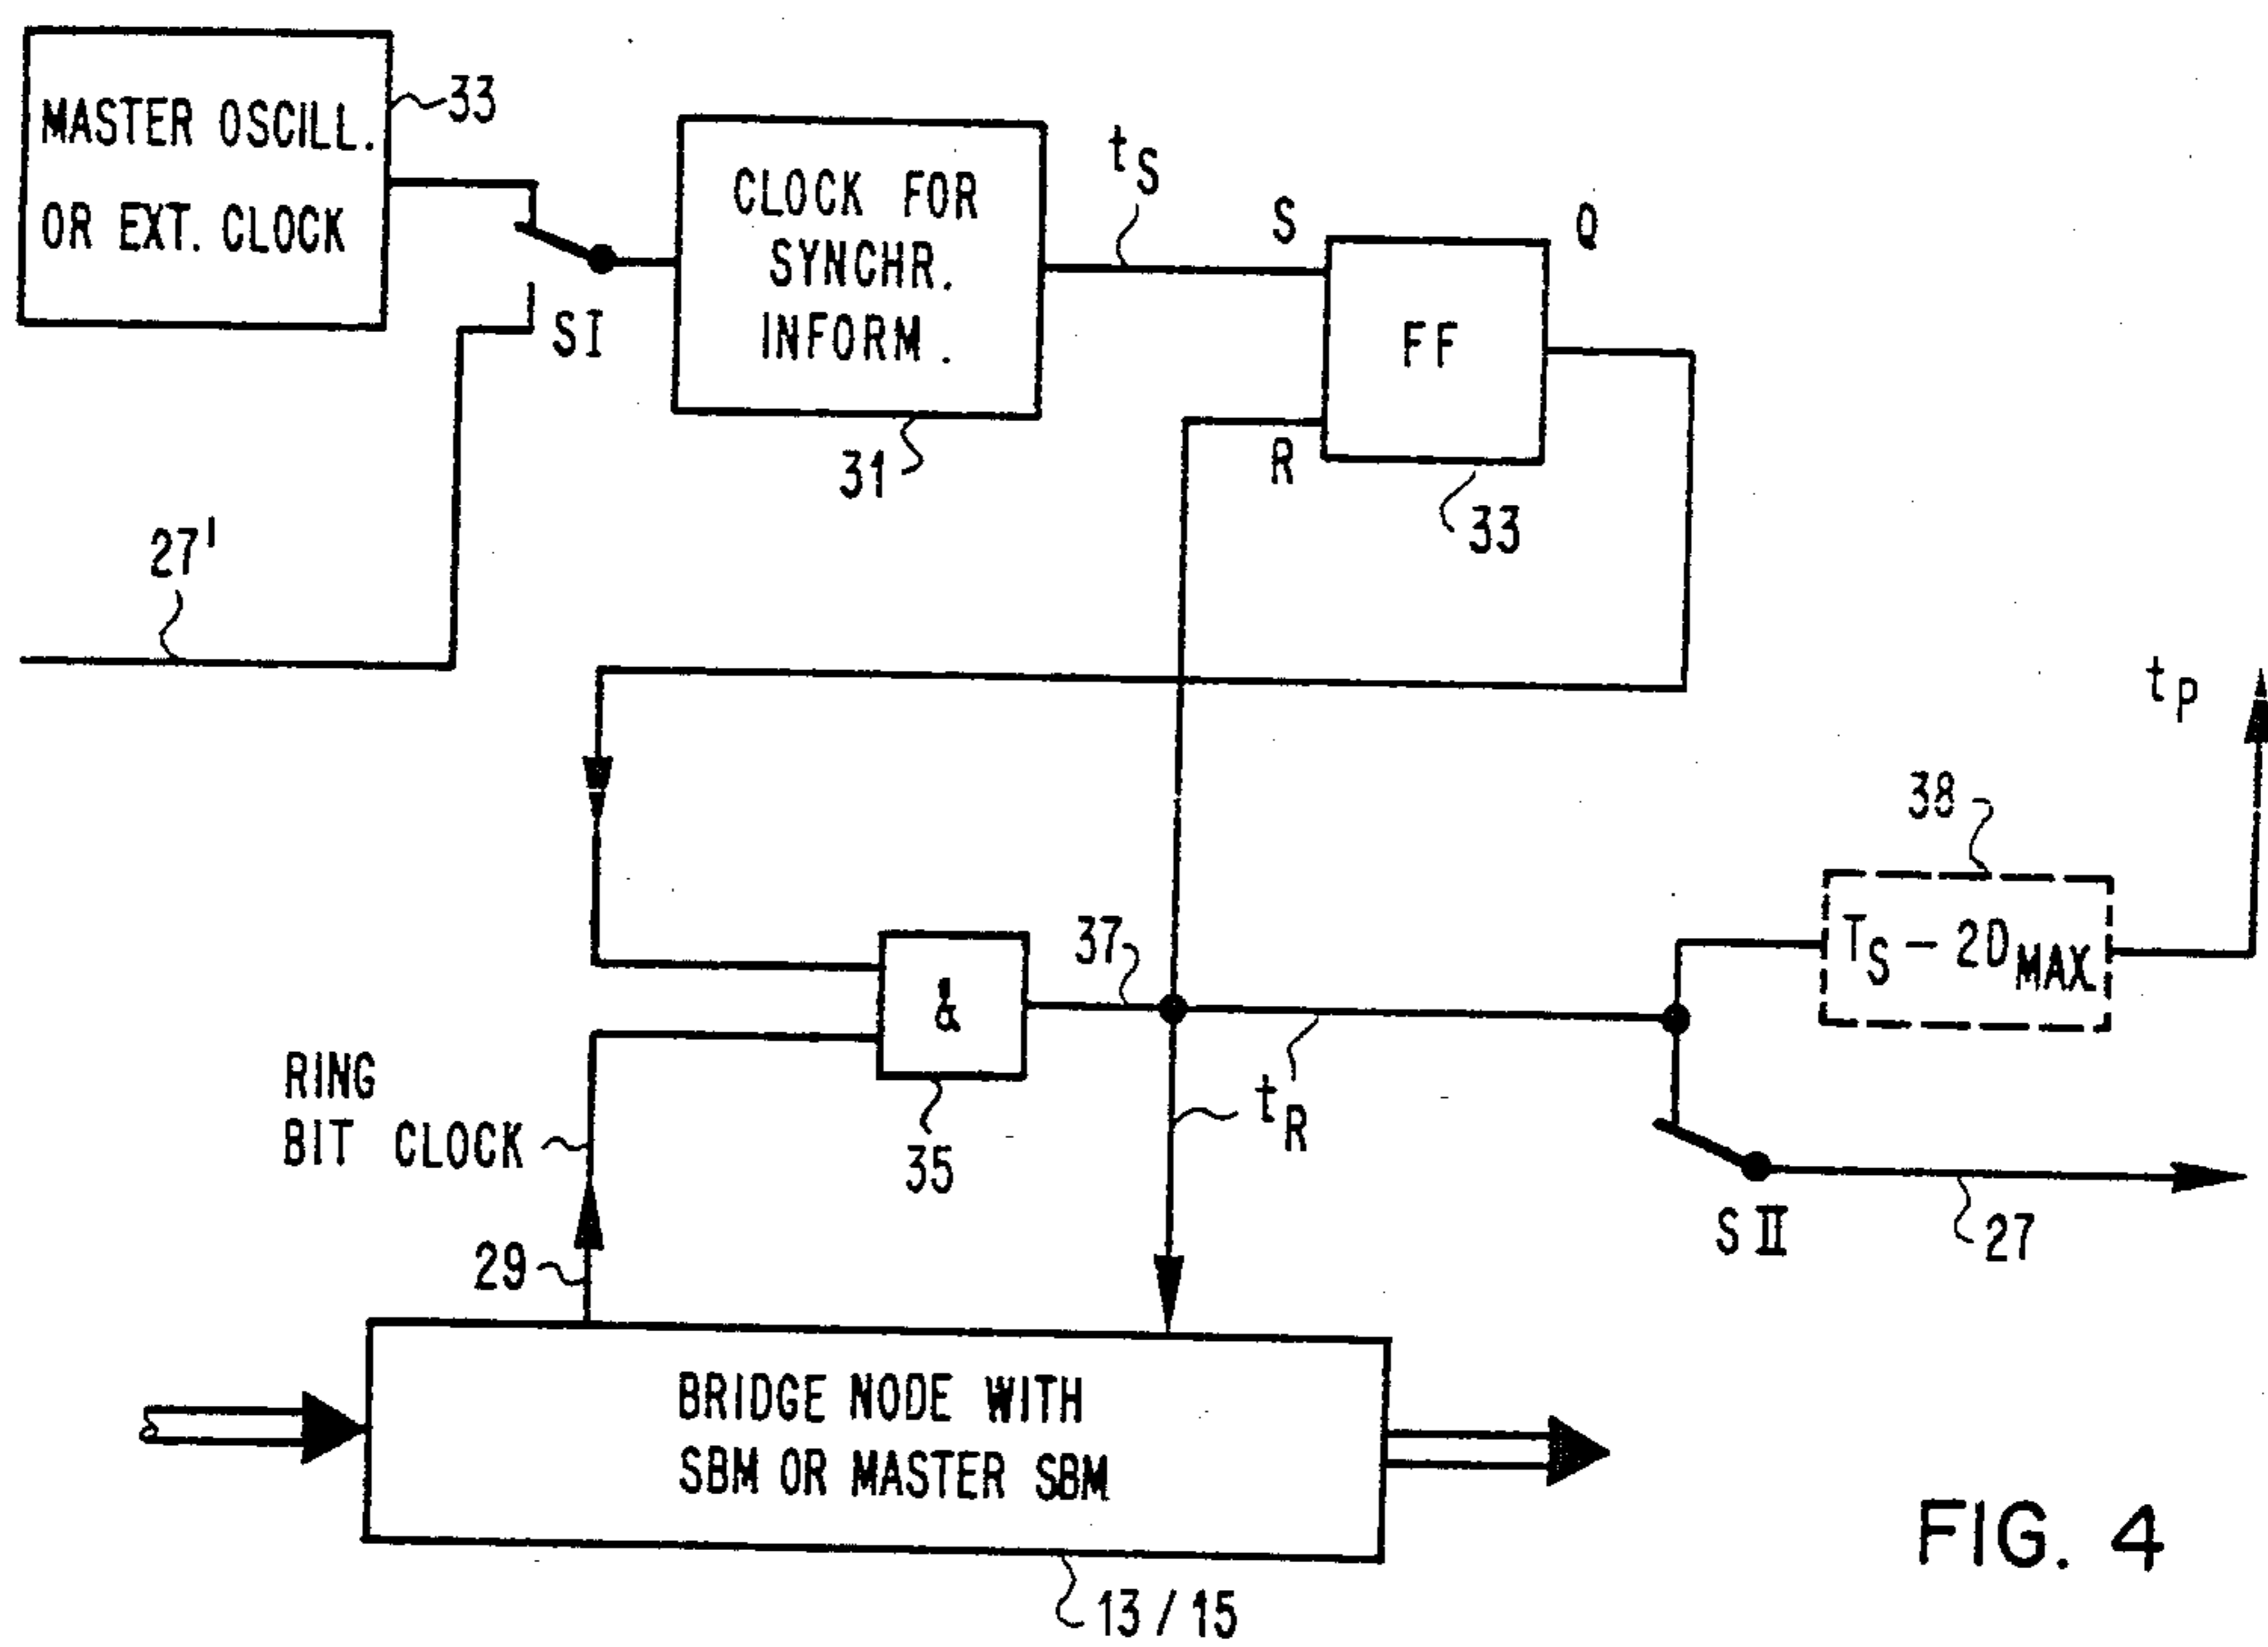 MASTER OSCILL.
OR EXT. CLOCK
33
SI
CLOCK FOR
SYNCHR.
INFORM.
31
tS
S
Q
FF
R
33
27'
tP
38
TS - 2DMAX
37
&
35
tR
RING
BIT CLOCK
29
SII
27
BRIDGE NODE WITH
SBM OR MASTER SBM
13/15
FIG. 4